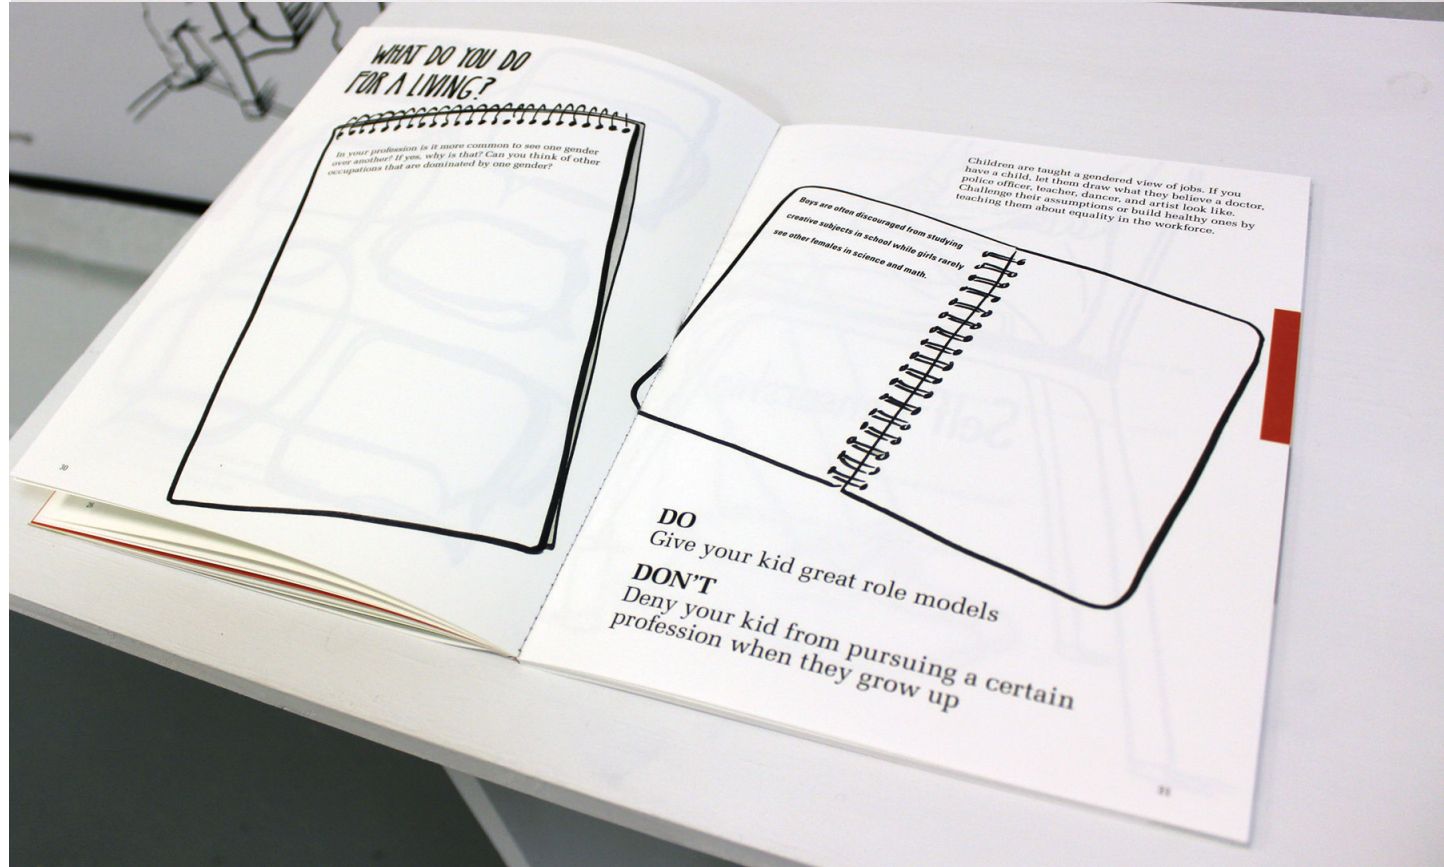 WHAT DO YOU DO
FOR A LIVING?
In your profession is it more common to see one gender
over another? If yes, why is that? Can you think of other
occupations that are dominated by one gender?
30
Children are taught a gendered view of jobs. If you
have a child, let them draw what they believe a doctor,
police officer, teacher, dancer, and artist look like.
Challenge their assumptions or build healthy ones by
teaching them about equality in the workforce.
Boys are often discouraged from studying
creative subjects in school while girls rarely
see other females in science and math.
DO
Give your kid great role models
DON'T
Deny your kid from pursuing a certain
profession when they grow up
31